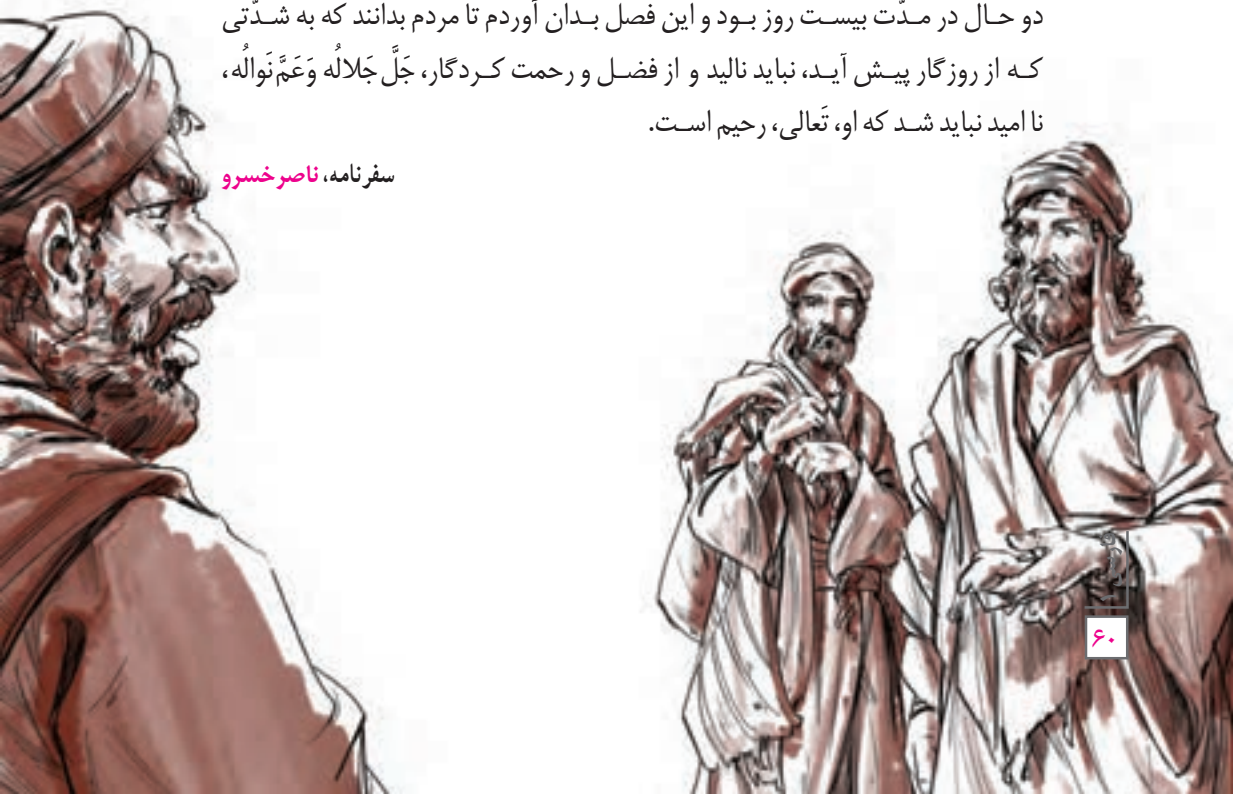 دو حال در مدّت بیست روز بود و این فصل بدان آوردم تا مردم بدانند که به شدّتی
که از روزگار پیش آید، نباید نالید و از فضل و رحمت کردگار، جَلَّ جَلالُه وَعَمَّ نَوالُه،
نا امید نباید شد که او، تَعالی، رحیم است.
سفرنامه، ناصرخسرو
۶۰